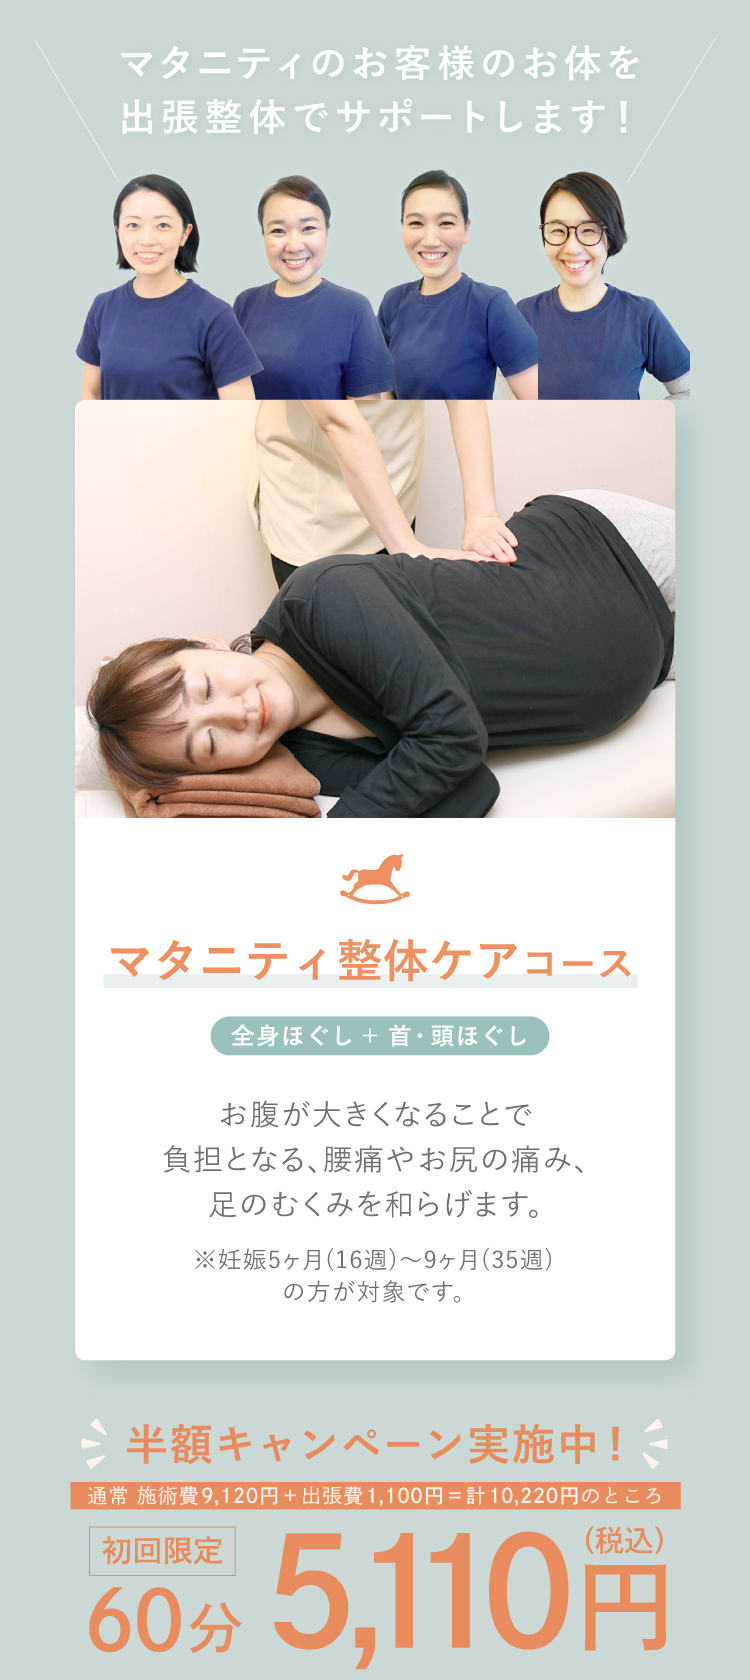 マタニティのお客様のお体を
出張整体でサポートします！
マタニティ整体ケアコース
全身ほぐし＋首・頭ほぐし
お腹が大きくなることで
負担となる、腰痛やお尻の痛み、
足のむくみを和らげます。
※妊娠5ヶ月(16週)～9ヶ月(35週)
の方が対象です。
半額キャンペーン実施中！
通常 施術費9,120円＋出張費1,100円＝計10,220円のところ
初回限定
60分
5,110円
(税込)